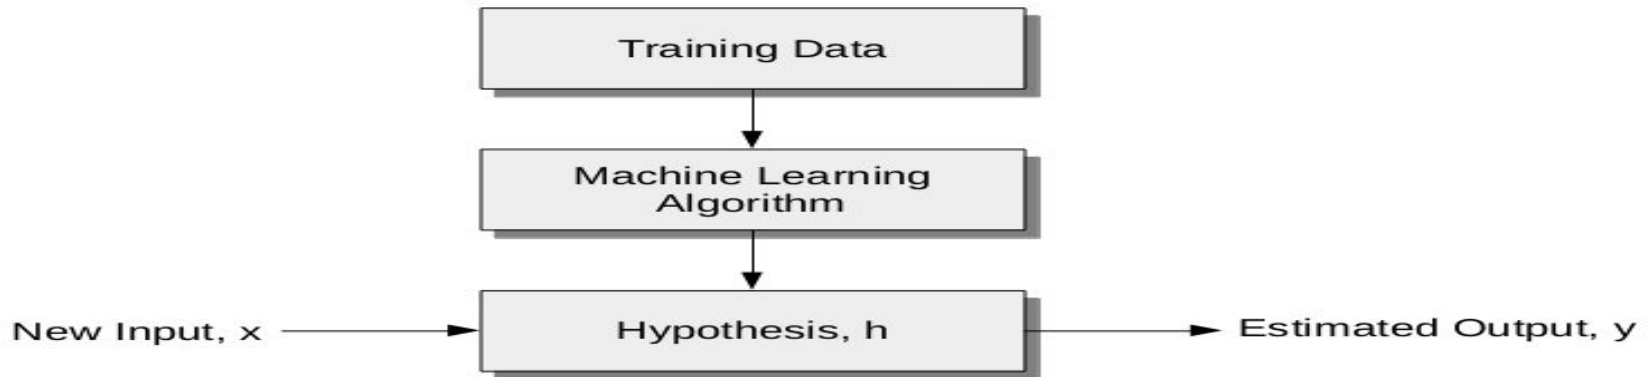 Training Data
Machine Learning
Algorithm
New Input, x
Hypothesis, h
Estimated Output, y